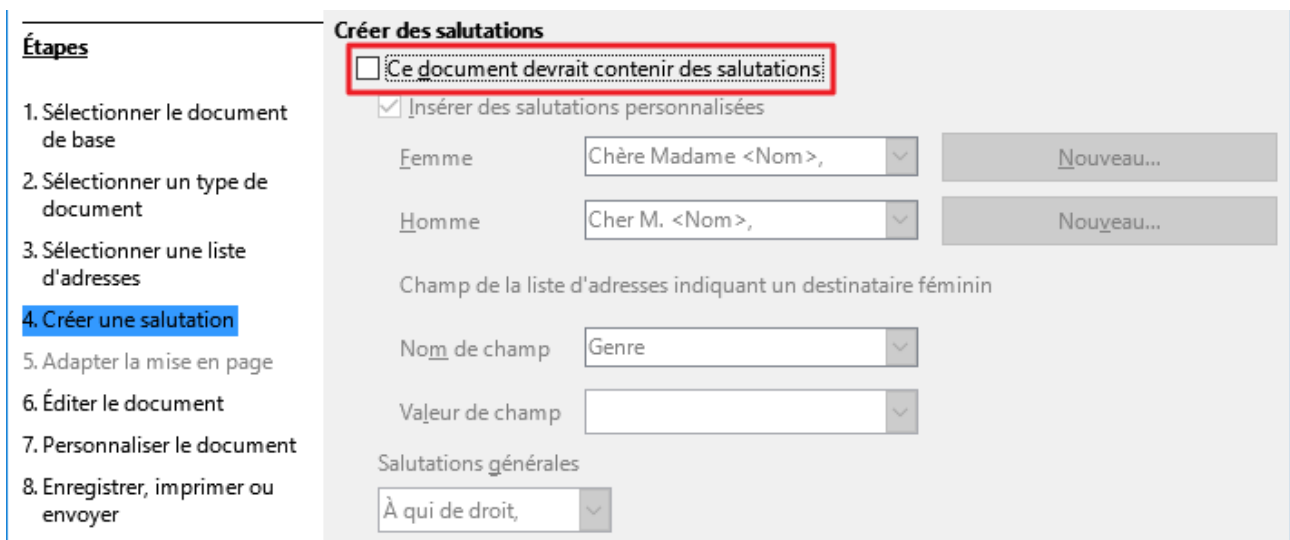 Étapes
1. Sélectionner le document
de base
2. Sélectionner un type de
document
3. Sélectionner une liste
d'adresses
4. Créer une salutation
5. Adapter la mise en page
6. Éditer le document
7. Personnaliser le document
8. Enregistrer, imprimer ou
envoyer
Créer des salutations
Ce document devrait contenir des salutations
Insérer des salutations personnalisées
Femme
Chère Madame <Nom>,
Nouveau...
Homme
Cher M. <Nom>,
Nouveau...
Champ de la liste d'adresses indiquant un destinataire féminin
Nom de champ
Genre
Valeur de champ
Salutations générales
À qui de droit,